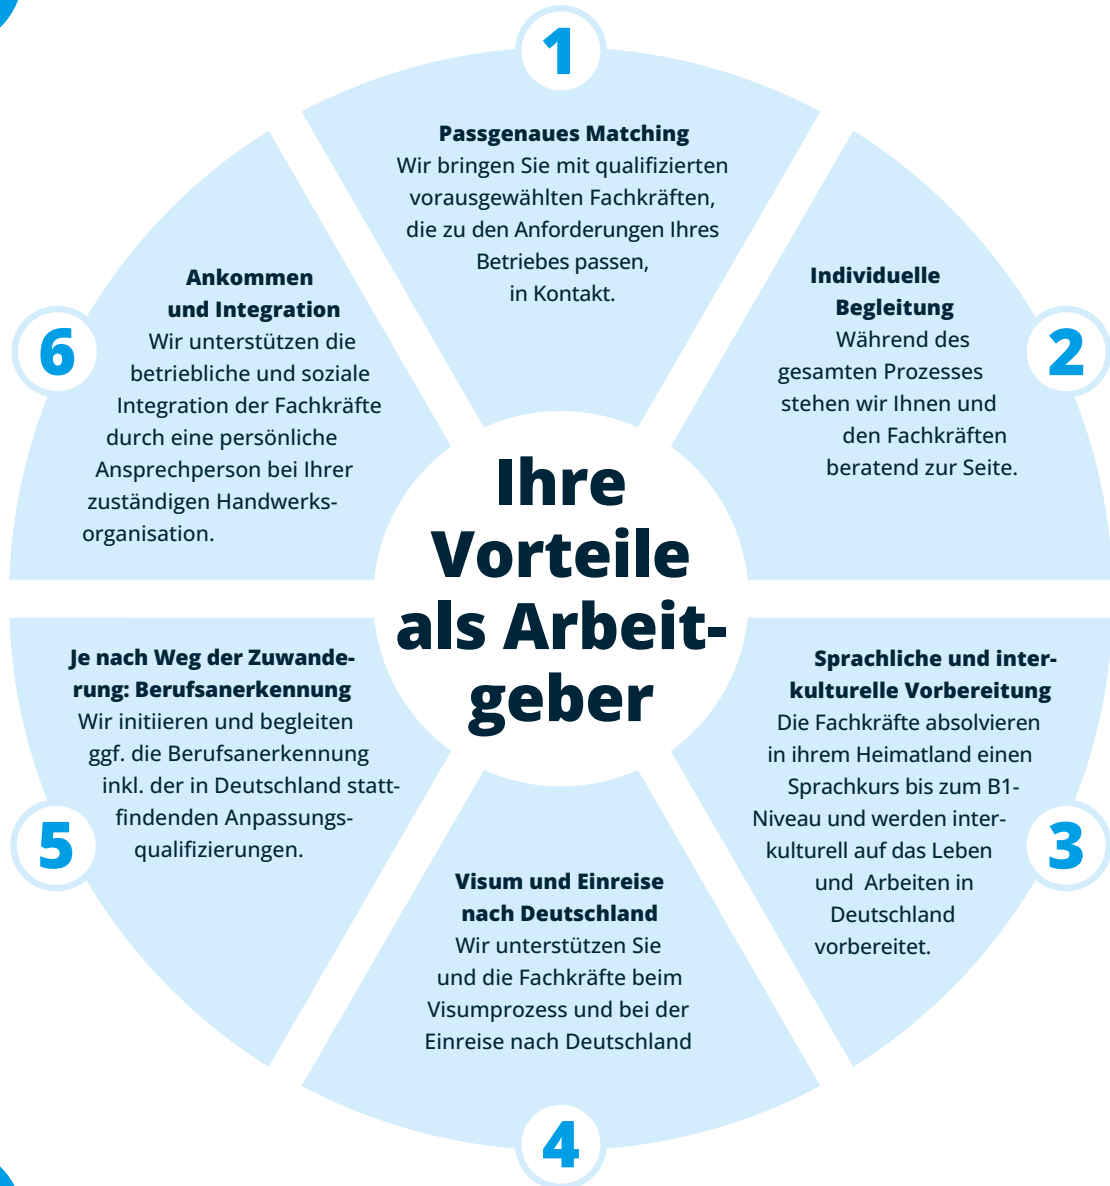 Ihre
Vorteile
als Arbeit-
geber
1
Passgenaues Matching
Wir bringen Sie mit qualifizierten
vorausgewählten Fachkräften,
die zu den Anforderungen Ihres
Betriebes passen,
in Kontakt.
2
Individuelle
Begleitung
Während des
gesamten Prozesses
stehen wir Ihnen und
den Fachkräften
beratend zur Seite.
3
Sprachliche und inter-
kulturelle Vorbereitung
Die Fachkräfte absolvieren
in ihrem Heimatland einen
Sprachkurs bis zum B1-
Niveau und werden inter-
kulturell auf das Leben
und Arbeiten in
Deutschland
vorbereitet.
4
Visum und Einreise
nach Deutschland
Wir unterstützen Sie
und die Fachkräfte beim
Visumprozess und bei der
Einreise nach Deutschland
5
Je nach Weg der Zuwande-
rung: Berufsanerkennung
Wir initiieren und begleiten
ggf. die Berufsanerkennung
inkl. der in Deutschland statt-
findenden Anpassungs-
qualifizierungen.
6
Ankommen
und Integration
Wir unterstützen die
betriebliche und soziale
Integration der Fachkräfte
durch eine persönliche
Ansprechperson bei Ihrer
zuständigen Handwerks-
organisation.